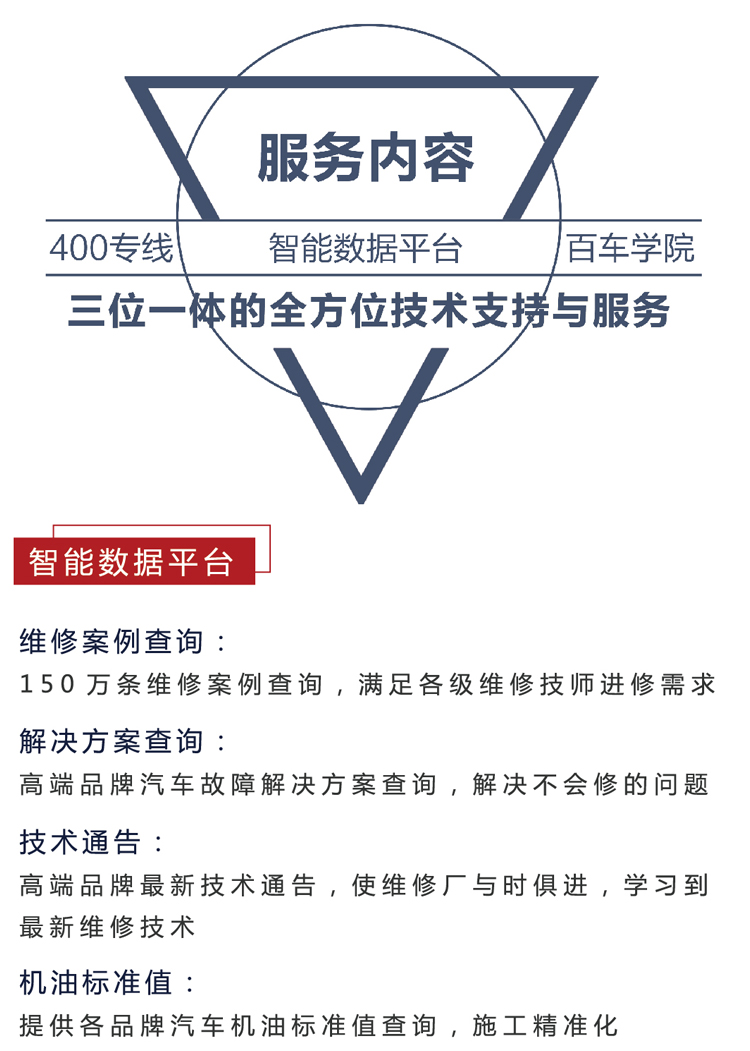 服务内容
400专线 智能数据平台 百车学院
三位一体的全方位技术支持与服务
智能数据平台
维修案例查询：
150万条维修案例查询，满足各级维修技师进修需求
解决方案查询：
高端品牌汽车故障解决方案查询，解决不会修的问题
技术通告：
高端品牌最新技术通告，使维修厂与时俱进，学习到
最新维修技术
机油标准值：
提供各品牌汽车机油标准值查询，施工精准化